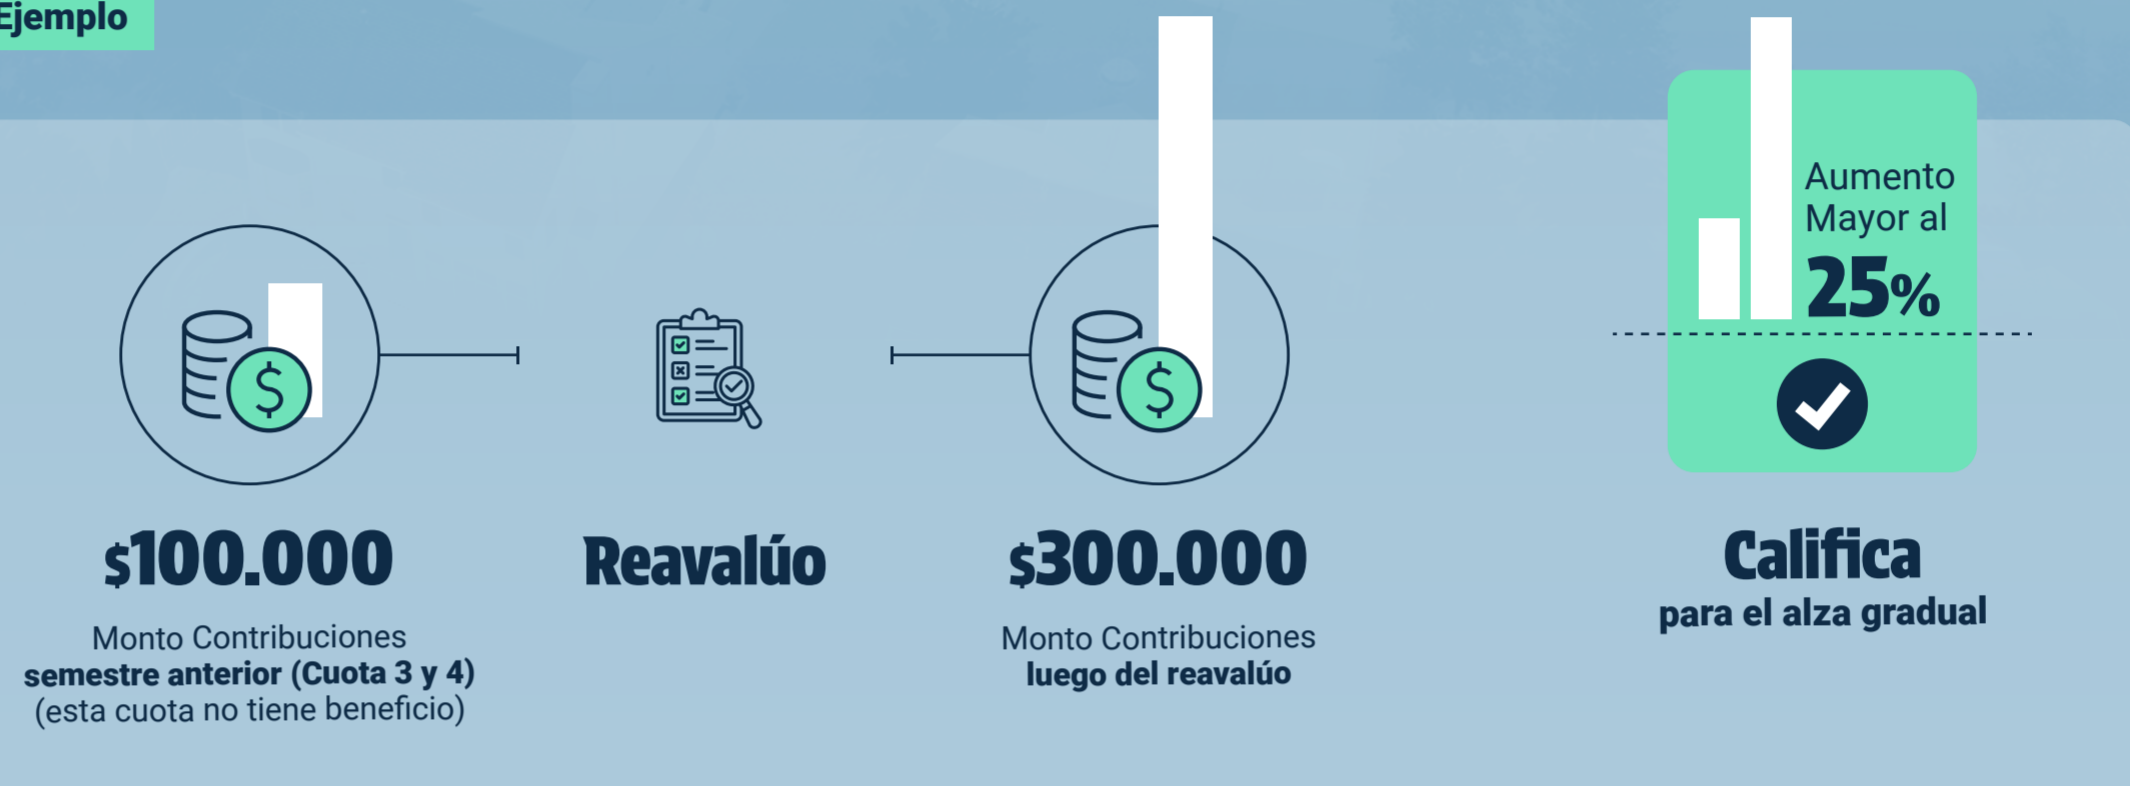 Ejemplo
$100.000
Monto Contribuciones
semestre anterior (Cuota 3 y 4)
(esta cuota no tiene beneficio)
Reavalúo
$300.000
Monto Contribuciones
luego del reavalúo
Aumento
Mayor al
25%
Califica
para el alza gradual